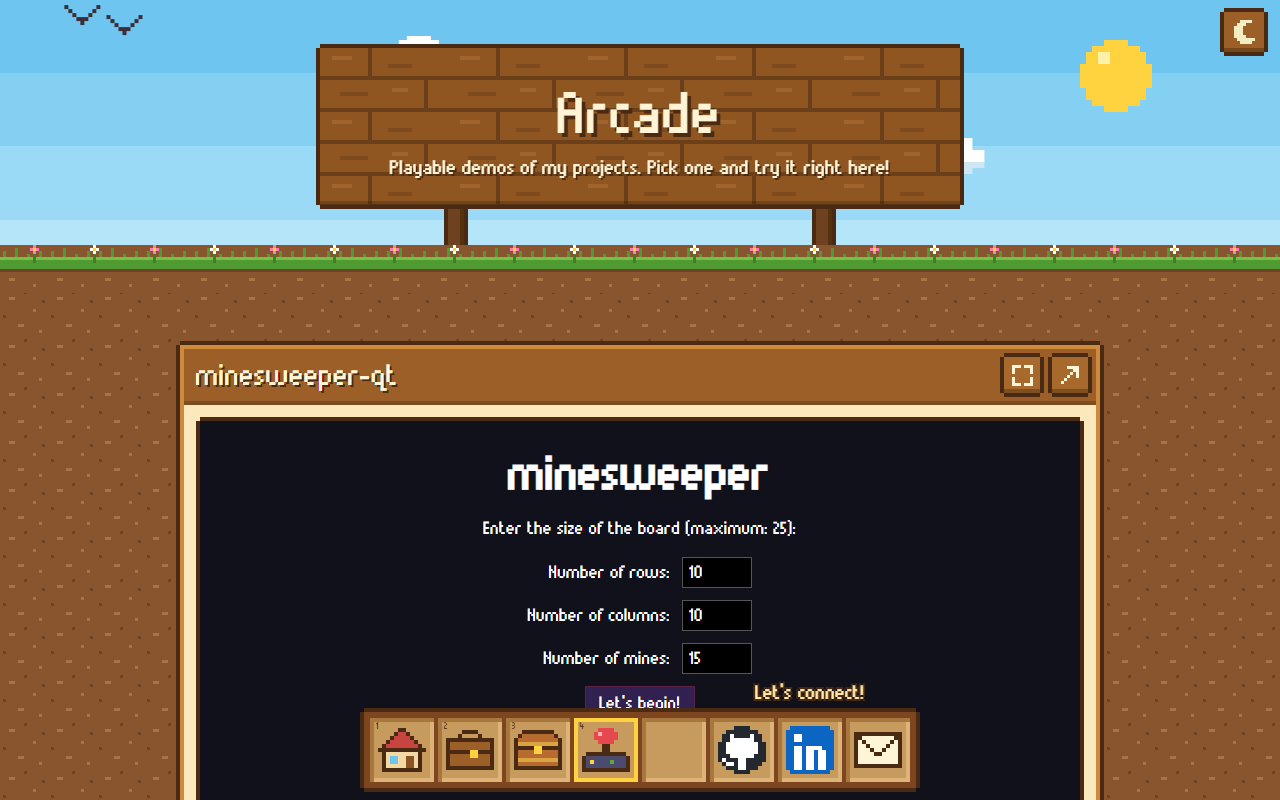 Arcade
Playable demos of my projects. Pick one and try it right here!
minesweeper-qt
minesweeper
Enter the size of the board (maximum: 25):
Number of rows: 10
Number of columns: 10
Number of mines: 15
Let's begin!
Let's connect!
1 2 3 4
in